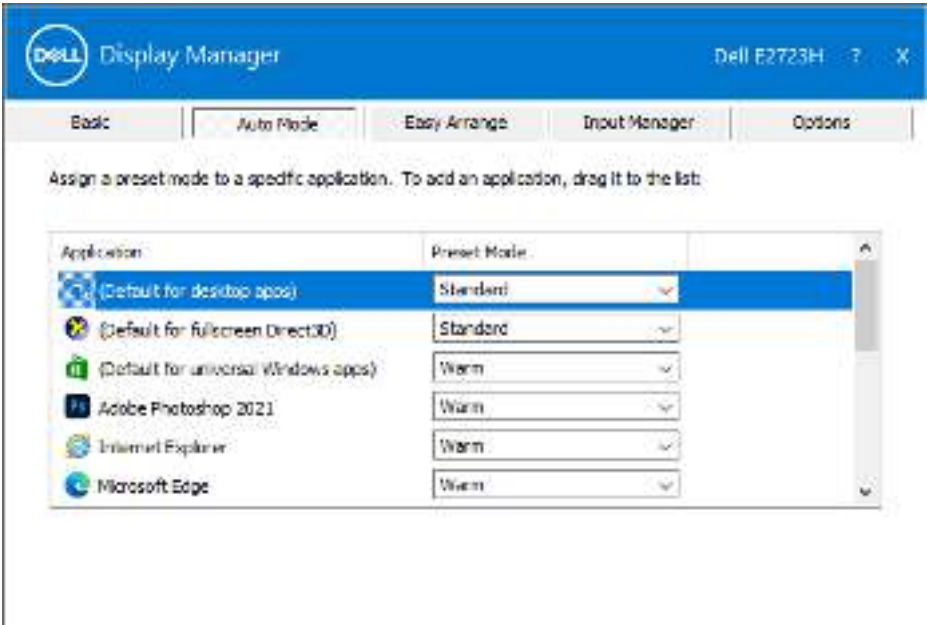 DELL Display Manager Dell E2723H ? X
Basic Auto Mode Easy Arrange Input Manager Options
Assign a preset mode to a specific application. To add an application, drag it to the list:
Application Preset Mode
(Default for desktop apps) Standard
(Default for fullscreen Direct3D) Standard
(Default for universal Windows apps) Warm
Ps Adobe Photoshop 2021 Warm
Internet Explorer Warm
Microsoft Edge Warm